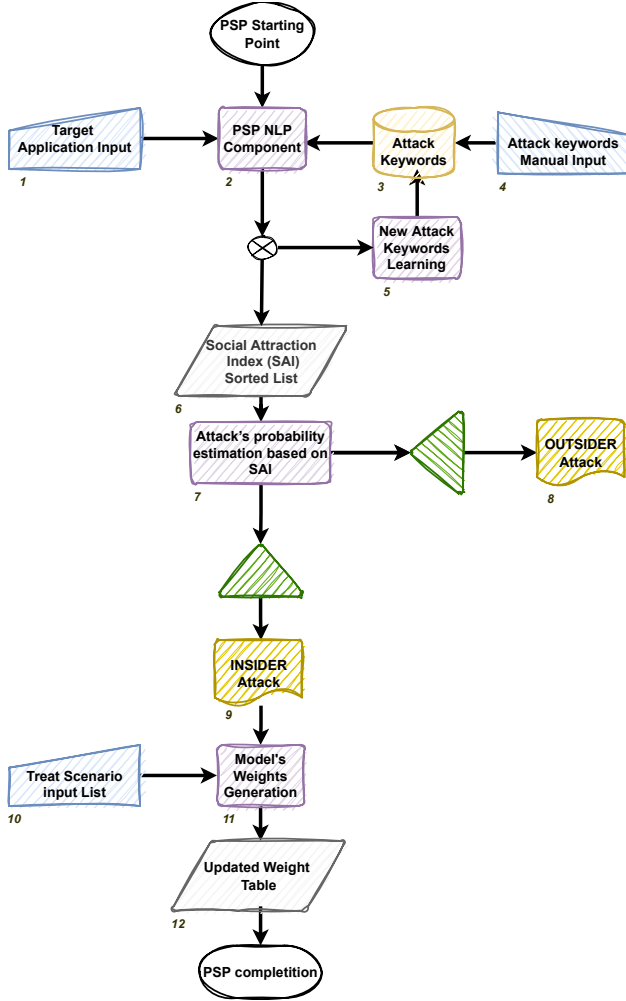 PSP Starting
Point
Target
Application Input
1
PSP NLP
Component
2
Attack
Keywords
3
Attack keywords
Manual Input
4
New Attack
Keywords
Learning
5
Social Attraction
Index (SAI)
Sorted List
6
Attack's probability
estimation based on
SAI
7
OUTSIDER
Attack
8
INSIDER
Attack
9
Treat Scenario
input List
10
Model's
Weights
Generation
11
Updated Weight
Table
12
PSP completition